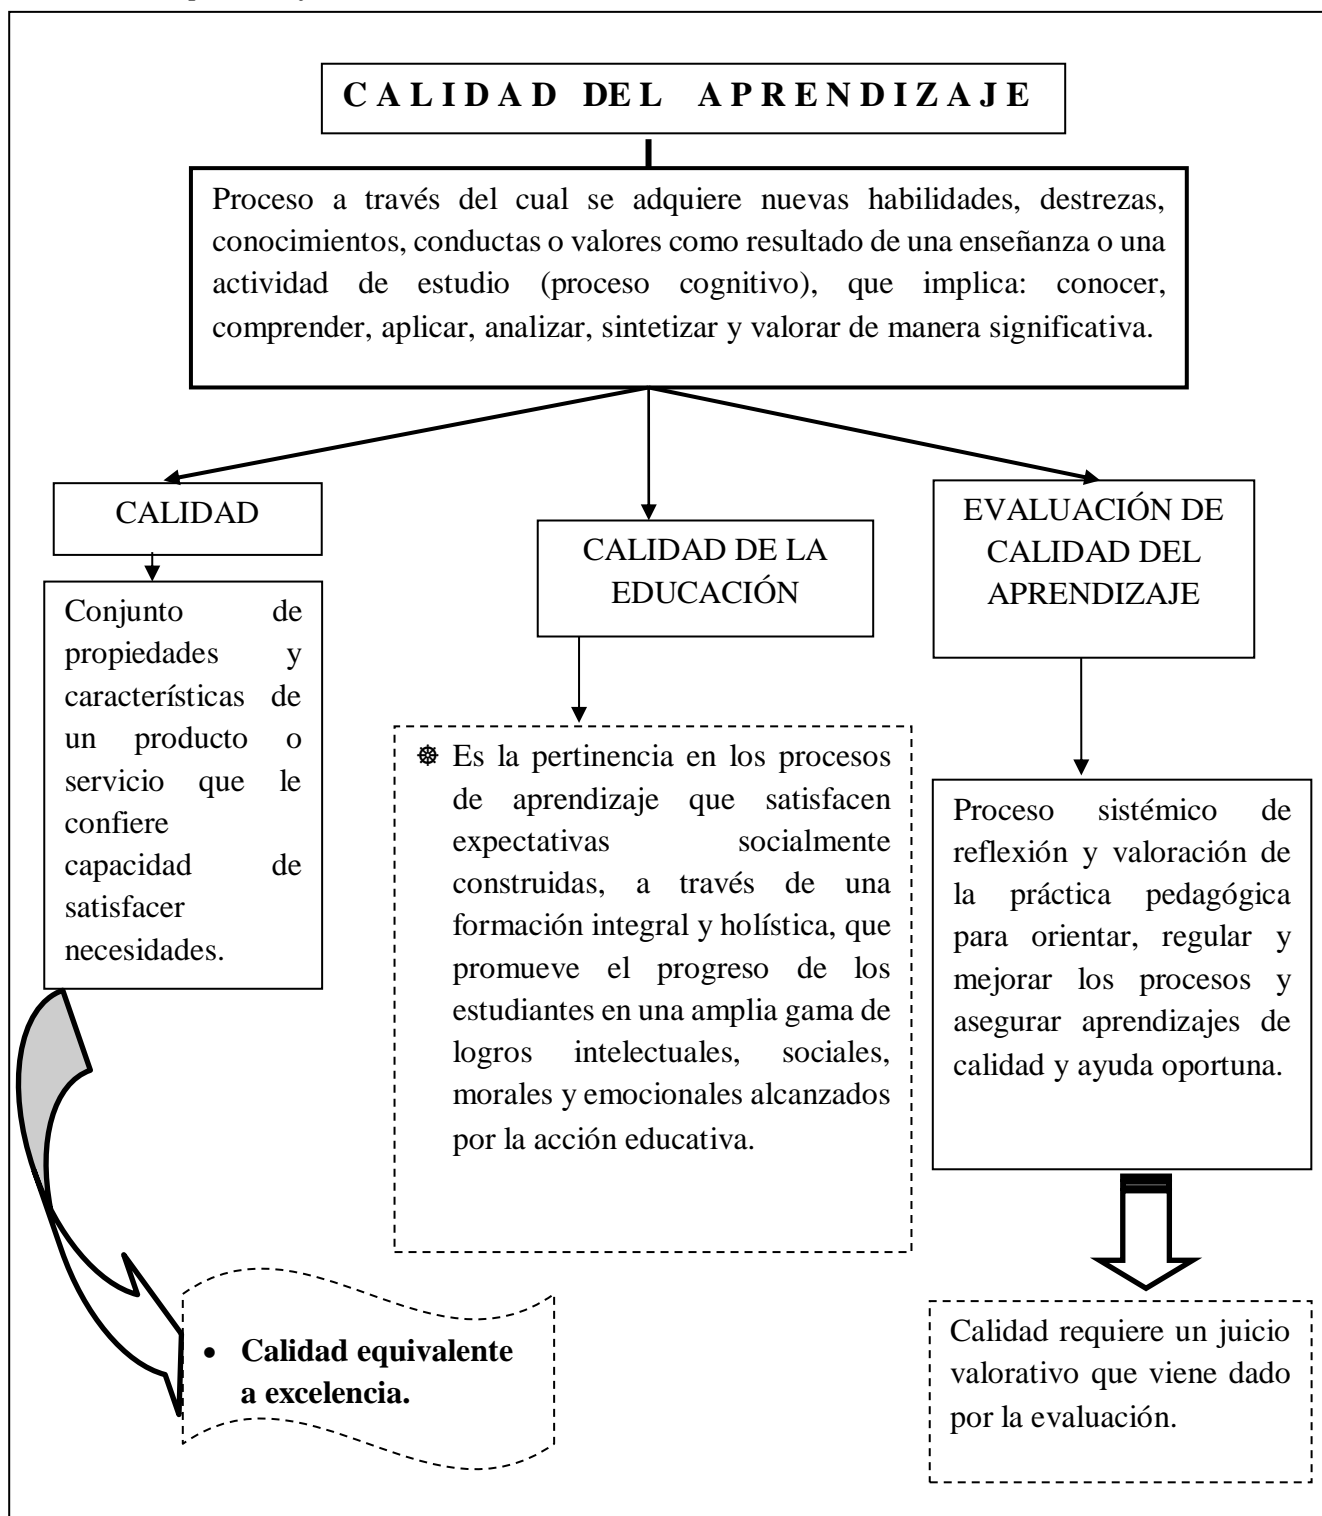 CALIDAD DEL APRENDIZAJE
Proceso a través del cual se adquiere nuevas habilidades, destrezas,
conocimientos, conductas o valores como resultado de una enseñanza o una
actividad de estudio (proceso cognitivo), que implica: conocer,
comprender, aplicar, analizar, sintetizar y valorar de manera significativa.
CALIDAD
Conjunto de
propiedades y
características de
un producto o
servicio que le
confiere
capacidad de
satisfacer
necesidades.
• Calidad equivalente
a excelencia.
CALIDAD DE LA
EDUCACIÓN
☸ Es la pertinencia en los procesos
de aprendizaje que satisfacen
expectativas socialmente
construidas, a través de una
formación integral y holística, que
promueve el progreso de los
estudiantes en una amplia gama de
logros intelectuales, sociales,
morales y emocionales alcanzados
por la acción educativa.
EVALUACIÓN DE
CALIDAD DEL
APRENDIZAJE
Proceso sistémico de
reflexión y valoración de
la práctica pedagógica
para orientar, regular y
mejorar los procesos y
asegurar aprendizajes de
calidad y ayuda oportuna.
Calidad requiere un juicio
valorativo que viene dado
por la evaluación.